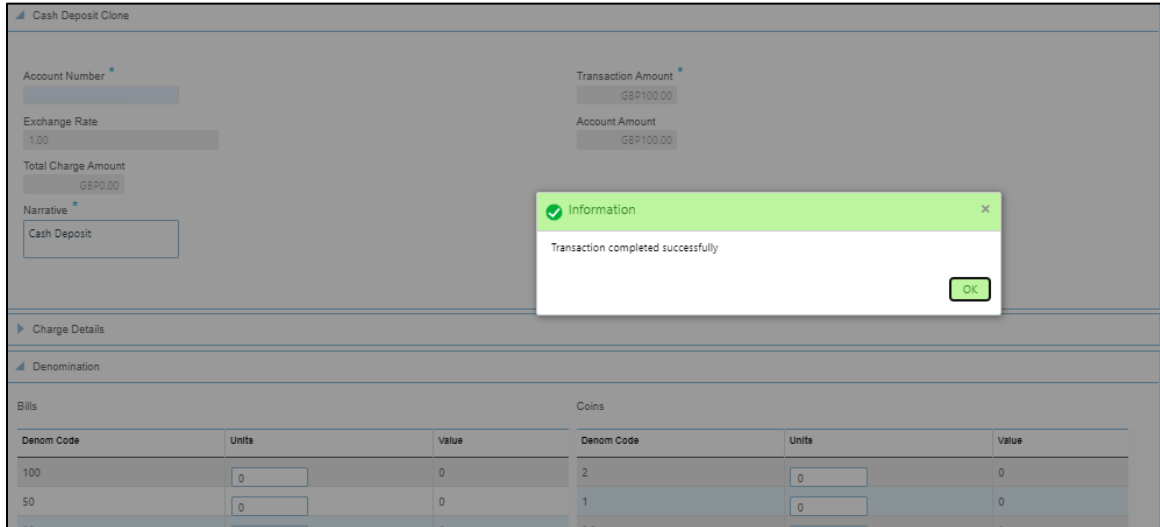 Cash Deposit Clone
Account Number *
Transaction Amount *
GBP100.00
Exchange Rate
Account Amount
1.00
GBP100.00
Total Charge Amount
GBP0.00
Narrative *
Cash Deposit
Information ×
Transaction completed successfully
OK
Charge Details
Denomination
Bills
Coins
Denom Code Units Value Denom Code Units Value
100 0 0 2 0 0
50 0 0 1 0 0